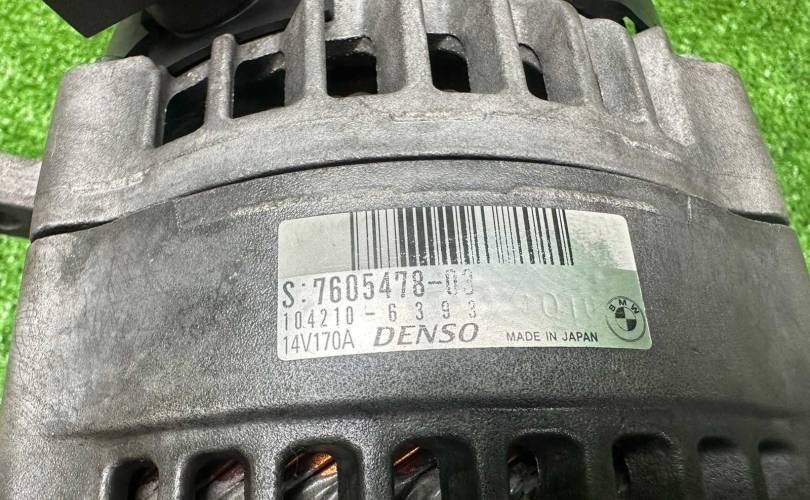 S:7605478-03
104210-6393
14V170A DENSO MADE IN JAPAN
BMW